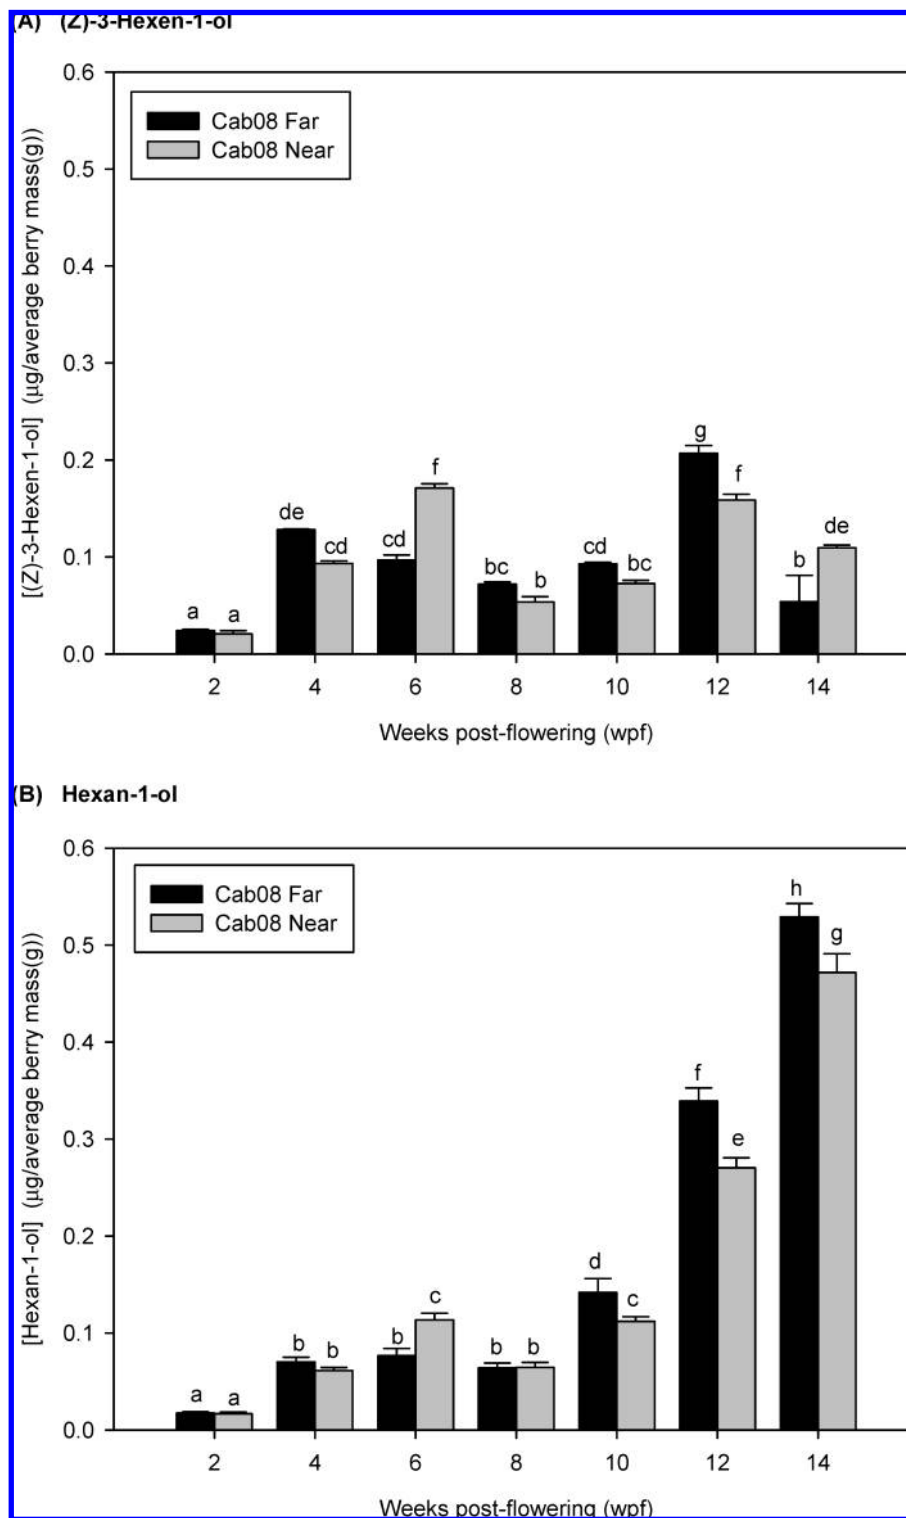 (A) (Z)-3-Hexen-1-ol
0.6
0.5
0.4
0.3
0.2
0.1
0.0
[(Z)-3-Hexen-1-ol] (µg/average berry mass(g))
Cab08 Far
Cab08 Near
a a de cd cd f bc b cd bc g f b de
2 4 6 8 10 12 14
Weeks post-flowering (wpf)
(B) Hexan-1-ol
0.6
0.5
0.4
0.3
0.2
0.1
0.0
[Hexan-1-ol] (µg/average berry mass(g))
Cab08 Far
Cab08 Near
a a b b b c b b d c f e h g
2 4 6 8 10 12 14
Weeks post-flowering (wpf)